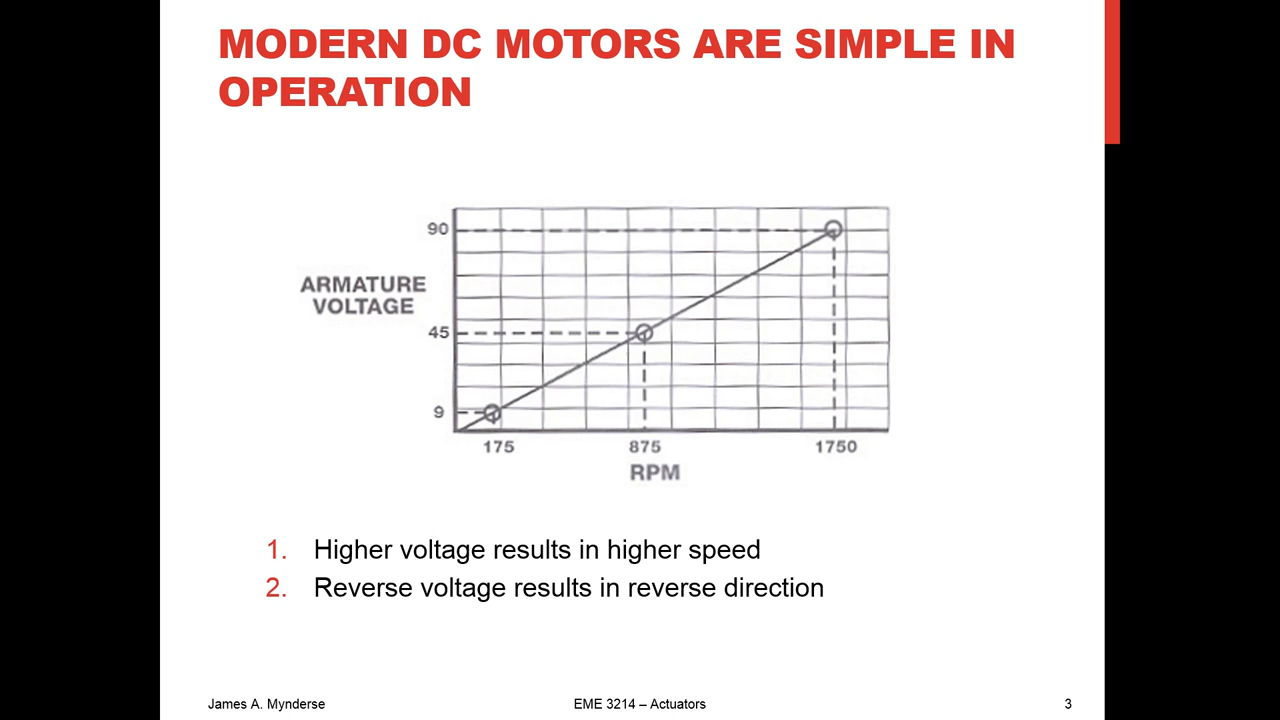 MODERN DC MOTORS ARE SIMPLE IN
OPERATION
90
ARMATURE
VOLTAGE
45
9
175 875 1750
RPM
1. Higher voltage results in higher speed
2. Reverse voltage results in reverse direction
James A. Mynderse EME 3214 – Actuators 3